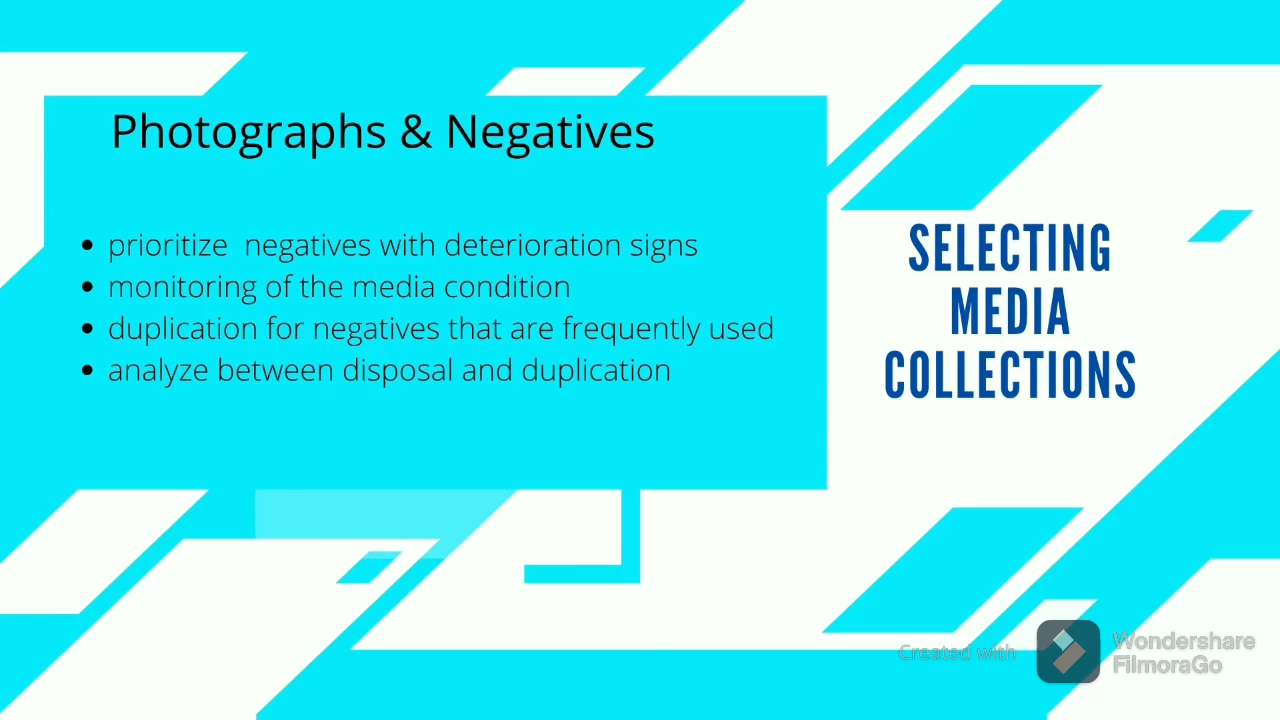 Photographs & Negatives
prioritize  negatives with deterioration signs
monitoring of the media condition
duplication for negatives that are frequently used
analyze between disposal and duplication
SELECTING
MEDIA
COLLECTIONS
Created with
Wondershare
FilmoraGo